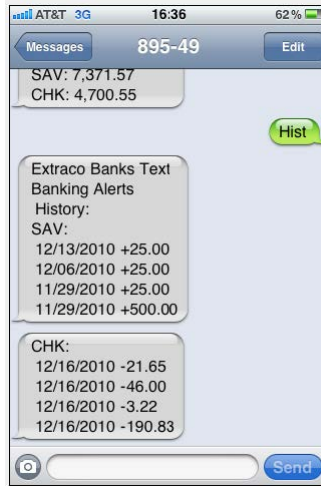 AT&T 3G 16:36 62%
Messages 895-49 Edit
SAV: 7,371.57
CHK: 4,700.55
Hist
Extraco Banks Text
Banking Alerts
History:
SAV:
12/13/2010 +25.00
12/06/2010 +25.00
11/29/2010 +25.00
11/29/2010 +500.00
CHK:
12/16/2010 -21.65
12/16/2010 -46.00
12/16/2010 -3.22
12/16/2010 -190.83
Send